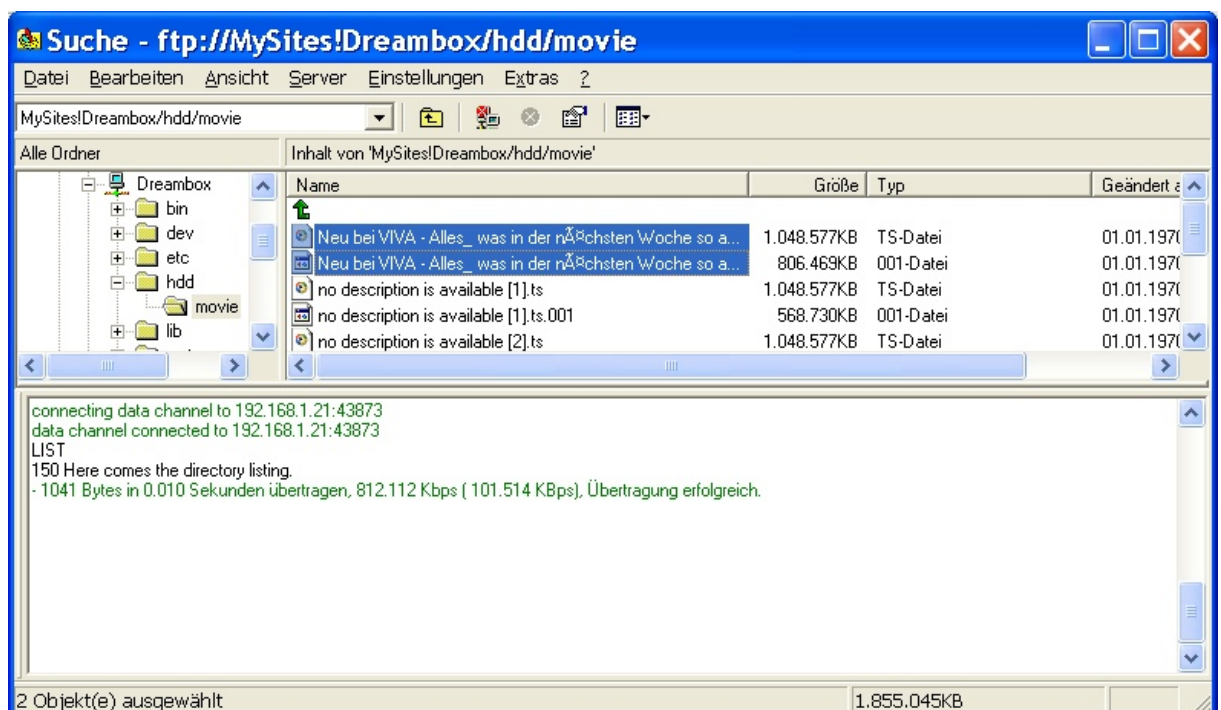 Suche - ftp://MySites!Dreambox/hdd/movie
Datei Bearbeiten Ansicht Server Einstellungen Extras ?
MySites!Dreambox/hdd/movie
Alle Ordner
Inhalt von 'MySites!Dreambox/hdd/movie'
Dreambox
bin
dev
etc
hdd
movie
lib
Name Größe Typ Geändert a
Neu bei VIVA - Alles_ was in der nÃ¤chsten Woche so a... 1.048.577KB TS-Datei 01.01.1970
Neu bei VIVA - Alles_ was in der nÃ¤chsten Woche so a... 806.469KB 001-Datei 01.01.1970
no description is available [1].ts 1.048.577KB TS-Datei 01.01.1970
no description is available [1].ts.001 568.730KB 001-Datei 01.01.1970
no description is available [2].ts 1.048.577KB TS-Datei 01.01.1970
connecting data channel to 192.168.1.21:43873
data channel connected to 192.168.1.21:43873
LIST
150 Here comes the directory listing.
- 1041 Bytes in 0.010 Sekunden übertragen, 812.112 Kbps ( 101.514 KBps), Übertragung erfolgreich.
2 Objekt(e) ausgewählt 1.855.045KB